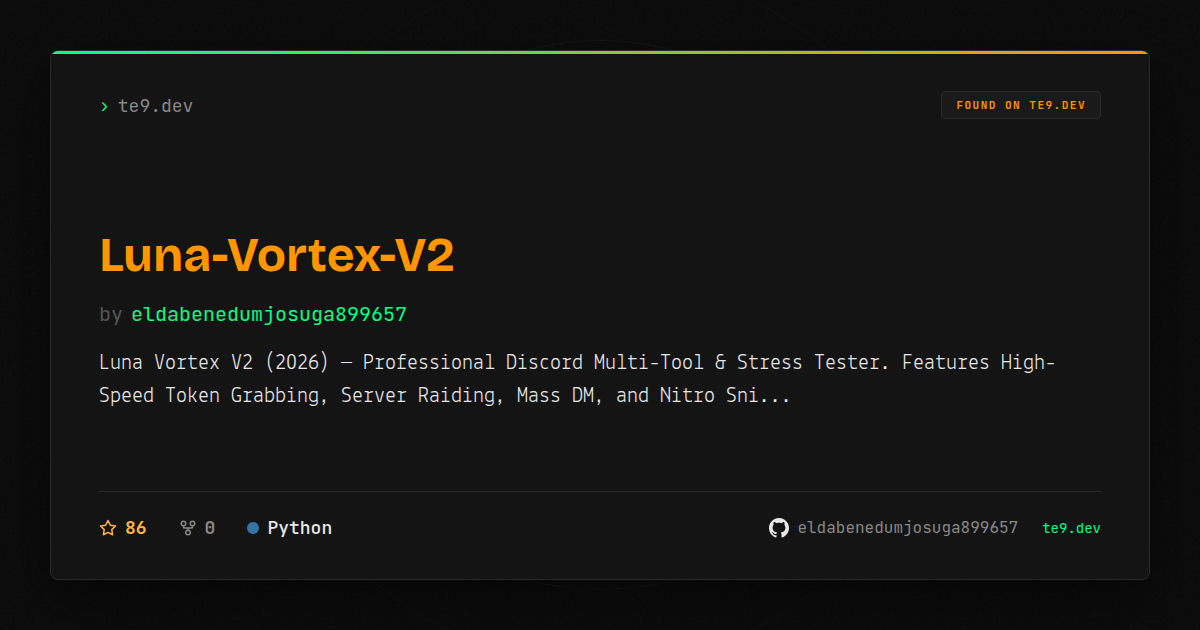 › te9.dev
FOUND ON TE9.DEV
Luna-Vortex-V2
by eldabenedumjosuga899657
Luna Vortex V2 (2026) — Professional Discord Multi-Tool & Stress Tester. Features High-
Speed Token Grabbing, Server Raiding, Mass DM, and Nitro Sni...
86 0 Python
eldabenedumjosuga899657 te9.dev